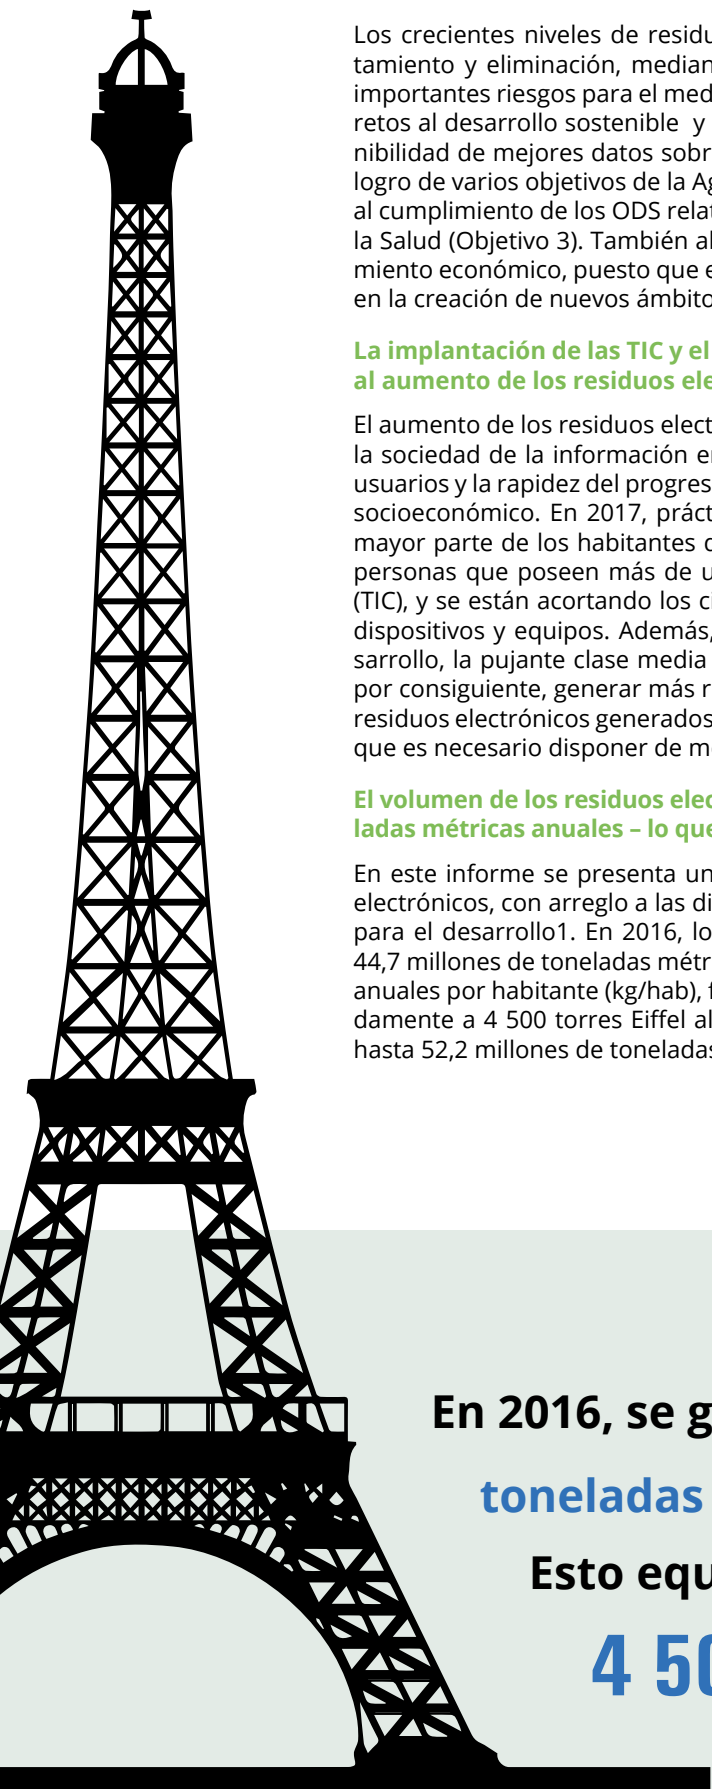 Los crecientes niveles de residu
tamiento y eliminación, median
importantes riesgos para el med
retos al desarrollo sostenible y
nibilidad de mejores datos sobr
logro de varios objetivos de la Ag
al cumplimiento de los ODS relat
la Salud (Objetivo 3). También al
miento económico, puesto que e
en la creación de nuevos ámbito
La implantación de las TIC y el
al aumento de los residuos ele
El aumento de los residuos elect
la sociedad de la información en
usuarios y la rapidez del progres
socioeconómico. En 2017, práct
mayor parte de los habitantes d
personas que poseen más de u
(TIC), y se están acortando los ci
dispositivos y equipos. Además,
sarrollo, la pujante clase media
por consiguiente, generar más r
residuos electrónicos generados
que es necesario disponer de m
El volumen de los residuos elec
ladas métricas anuales – lo que
En este informe se presenta un
electrónicos, con arreglo a las di
para el desarrollo1. En 2016, lo
44,7 millones de toneladas métr
anuales por habitante (kg/hab), f
damente a 4 500 torres Eiffel al
hasta 52,2 millones de toneladas
En 2016, se g
toneladas
Esto equ
4 50